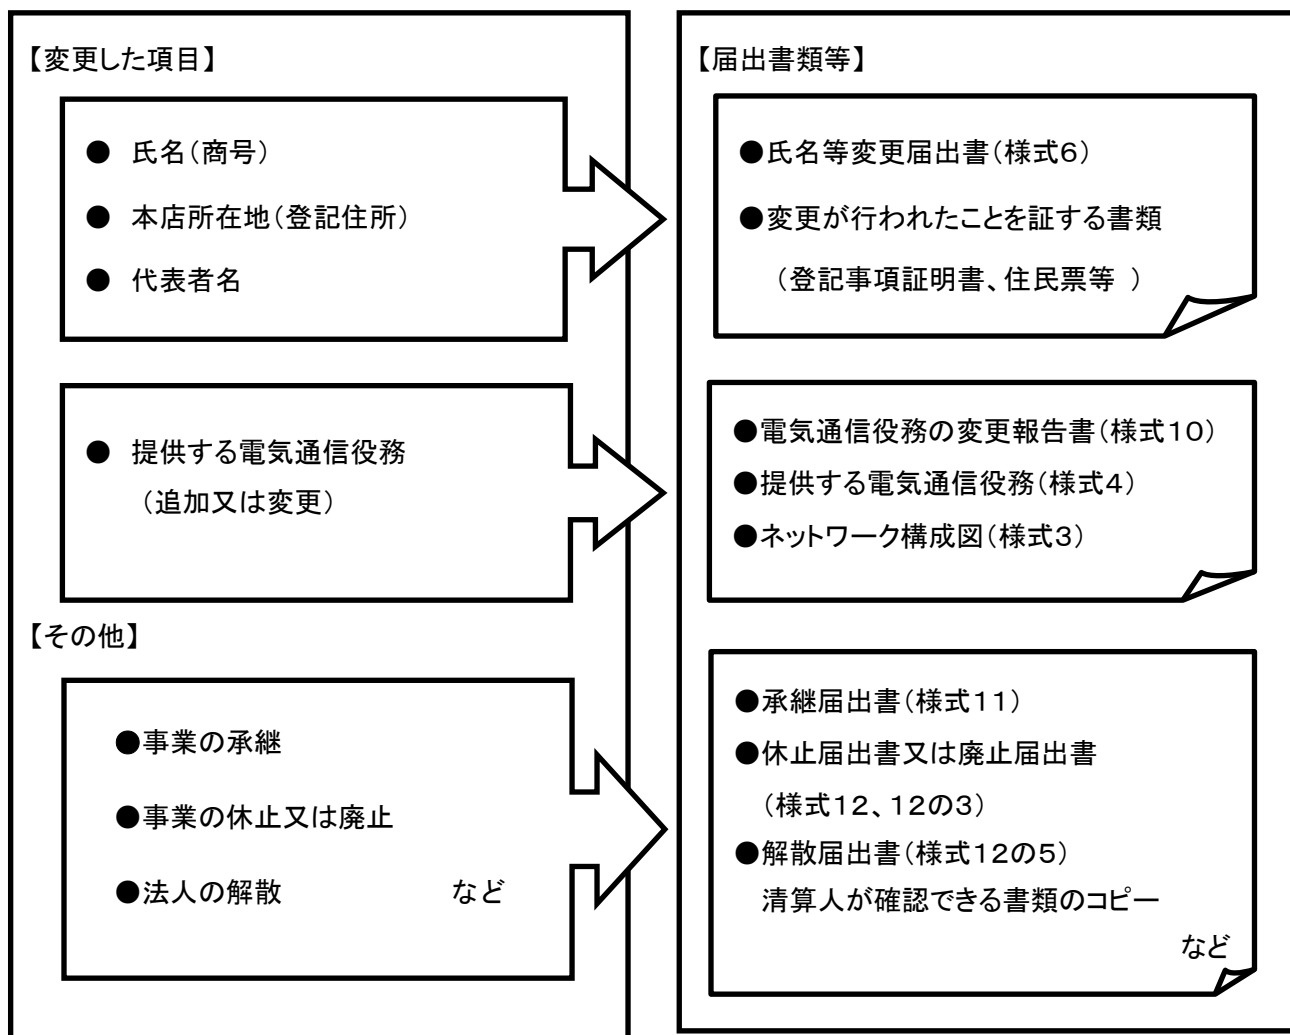 【変更した項目】
● 氏名（商号）
● 本店所在地（登記住所）
● 代表者名
● 提供する電気通信役務
（追加又は変更）
【その他】
●事業の承継
●事業の休止又は廃止
●法人の解散 など
【届出書類等】
●氏名等変更届出書（様式６）
●変更が行われたことを証する書類
（登記事項証明書、住民票等 ）
●電気通信役務の変更報告書（様式１０）
●提供する電気通信役務（様式４）
●ネットワーク構成図（様式３）
●承継届出書（様式１１）
●休止届出書又は廃止届出書
（様式１２、１２の３）
●解散届出書（様式１２の５）
清算人が確認できる書類のコピー
など